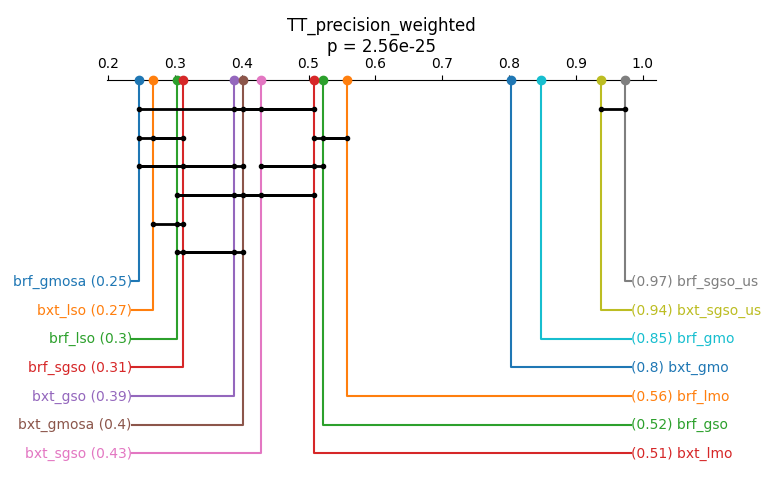 TT_precision_weighted
p = 2.56e-25
0.2 0.3 0.4 0.5 0.6 0.7 0.8 0.9 1.0
brf_gmosa (0.25) (0.97) brf_sgso_us
bxt_lso (0.27) (0.94) bxt_sgso_us
brf_lso (0.3) (0.85) brf_gmo
brf_sgso (0.31) (0.8) bxt_gmo
bxt_gso (0.39) (0.56) brf_lmo
bxt_gmosa (0.4) (0.52) brf_gso
bxt_sgso (0.43) (0.51) bxt_lmo